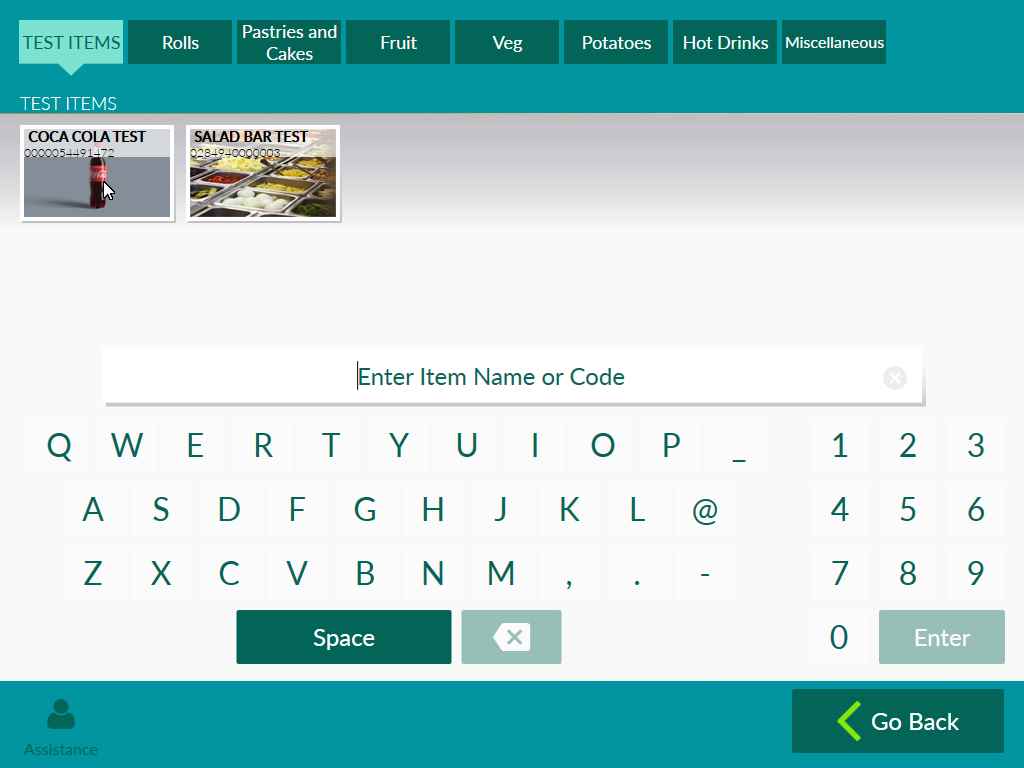 TEST ITEMS
Rolls
Pastries and
Cakes
Fruit
Veg
Potatoes
Hot Drinks
Miscellaneous
TEST ITEMS
COCA COLA TEST
0000054491472
SALAD BAR TEST
0284940000003
Enter Item Name or Code
Q W E R T Y U I O P _ 1 2 3
A S D F G H J K L @ 4 5 6
Z X C V B N M , . - 7 8 9
Space 0 Enter
Assistance
Go Back